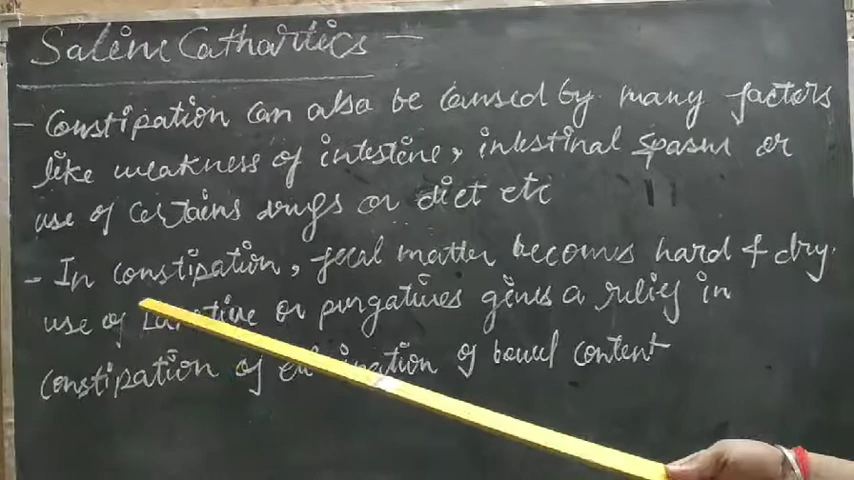 Saline Cathartics -
- Constipation can also be caused by many factors
like weakness of intestine, intestinal spasm or
use of certains drugs or diet etc
- In constipation, fecal matter becomes hard & dry.
use of Laxative or purgatives gives a relief in
constipation of elimination of bowel content